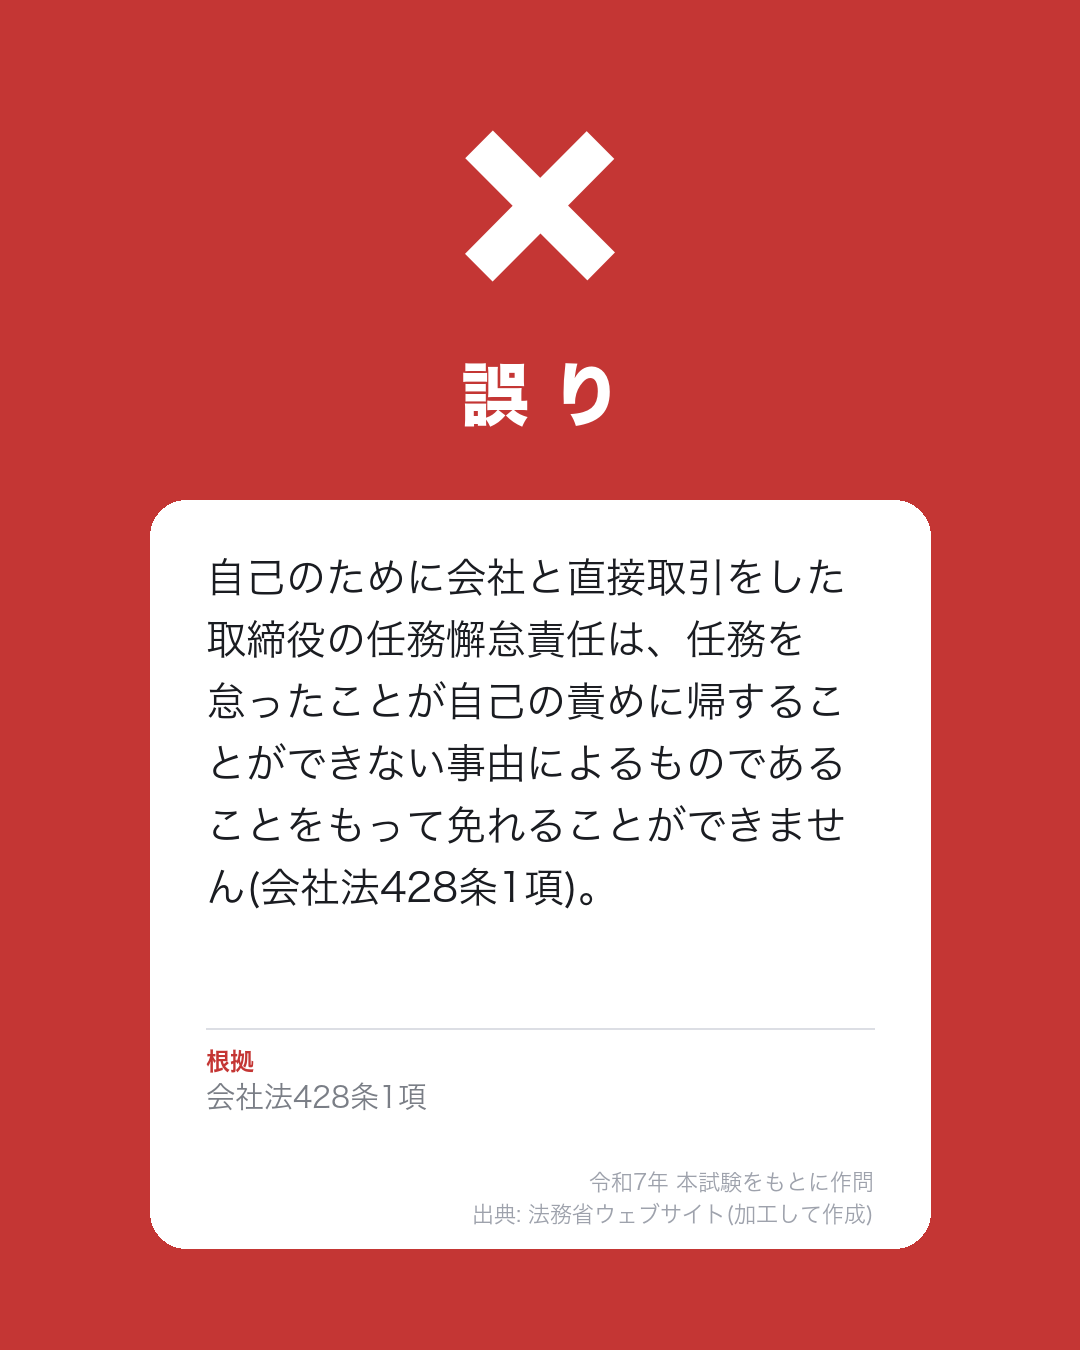 ×
誤り
自己のために会社と直接取引をした
取締役の任務懈怠責任は、任務を
怠ったことが自己の責めに帰するこ
とができない事由によるものである
ことをもって免れることができませ
ん(会社法428条1項)。
根拠
会社法428条1項
令和7年 本試験をもとに作問
出典: 法務省ウェブサイト(加工して作成)